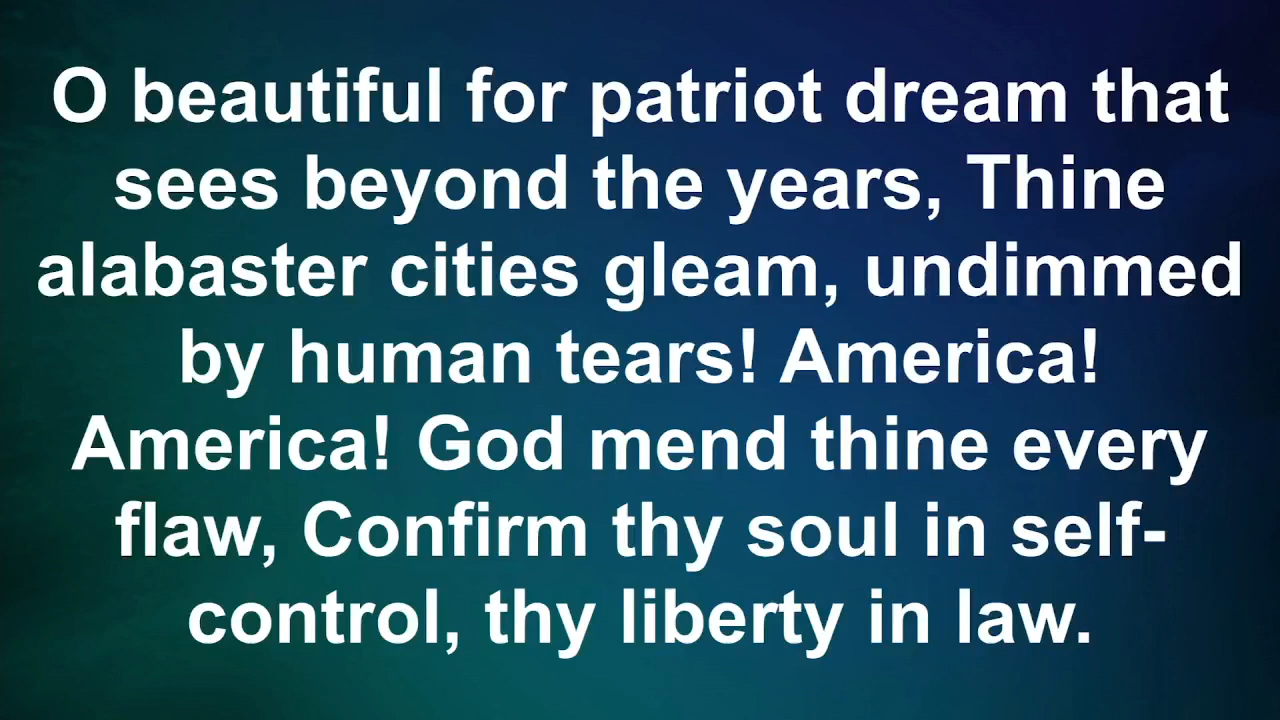 O beautiful for patriot dream that
sees beyond the years, Thine
alabaster cities gleam, undimmed
by human tears! America!
America! God mend thine every
flaw, Confirm thy soul in self-
control, thy liberty in law.